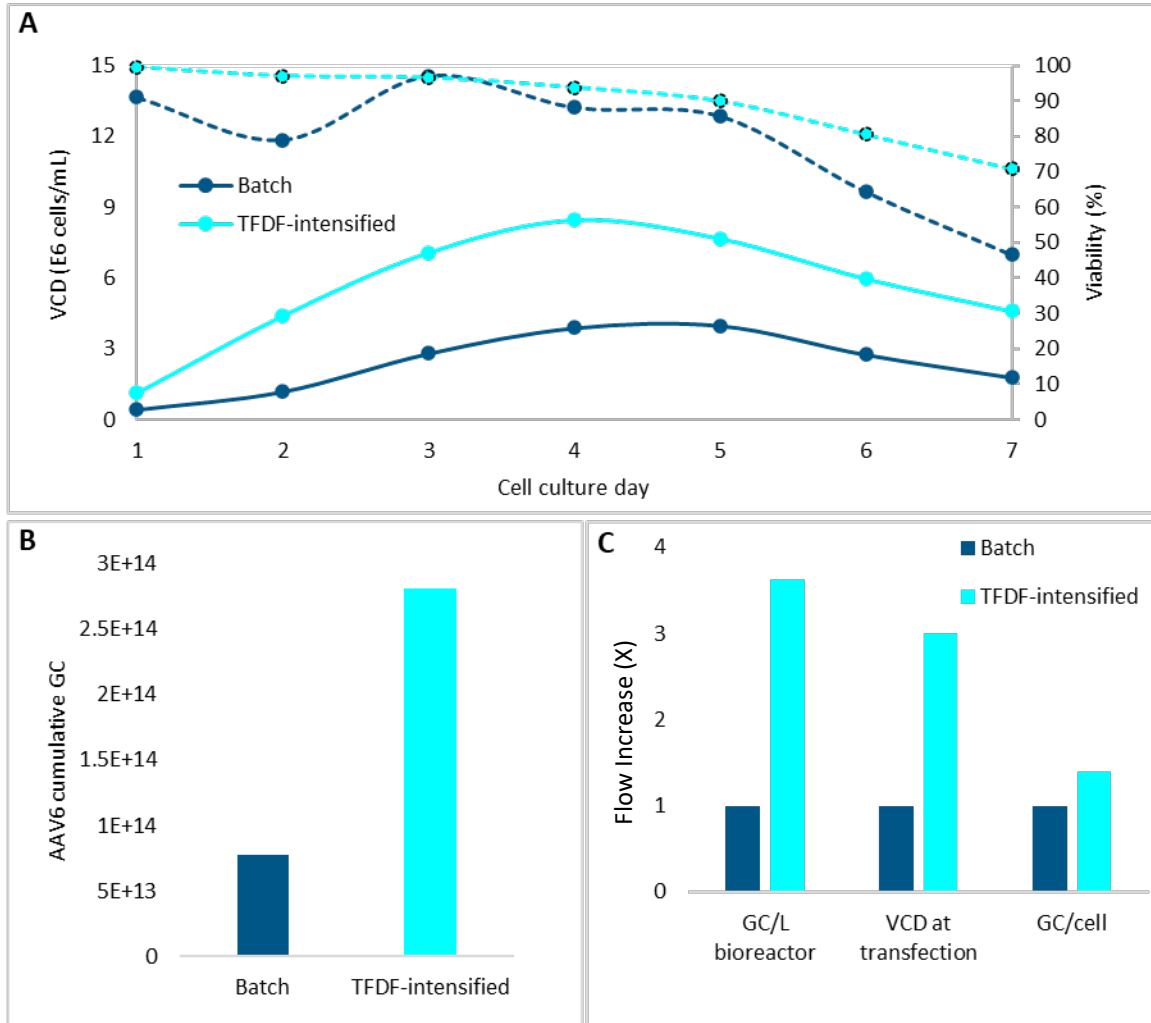 A
15
12
9
6
3
0
VCD (E6 cells/mL)
100
90
80
70
60
50
40
30
20
10
0
Viability (%)
Batch
TFDF-intensified
1 2 3 4 5 6 7
Cell culture day
B
3E+14
2.5E+14
2E+14
1.5E+14
1E+14
5E+13
0
AAV6 cumulative GC
Batch TFDF-intensified
C
4
3
2
1
0
Flow Increase (X)
Batch
TFDF-intensified
GC/L
bioreactor
VCD at
transfection
GC/cell